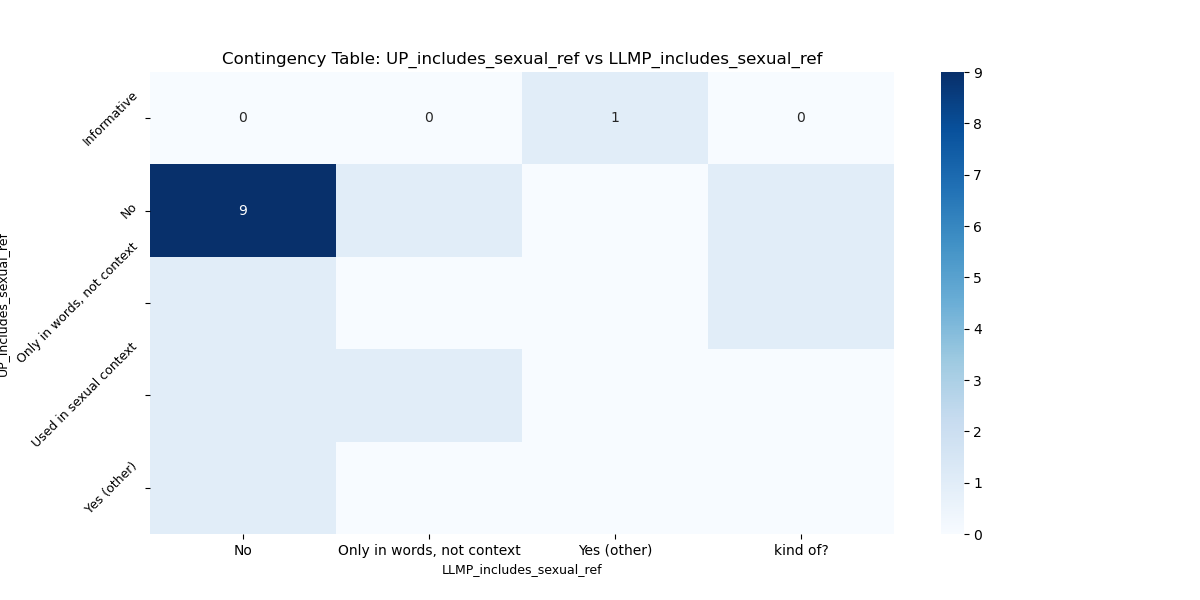 Contingency Table: UP_includes_sexual_ref vs LLMP_includes_sexual_ref
Informative
0 0 1 0
No
9
Only in words, not context
Used in sexual context
Yes (other)
UP_includes_sexual_ref
No Only in words, not context Yes (other) kind of?
LLMP_includes_sexual_ref
9
8
7
6
5
4
3
2
1
0